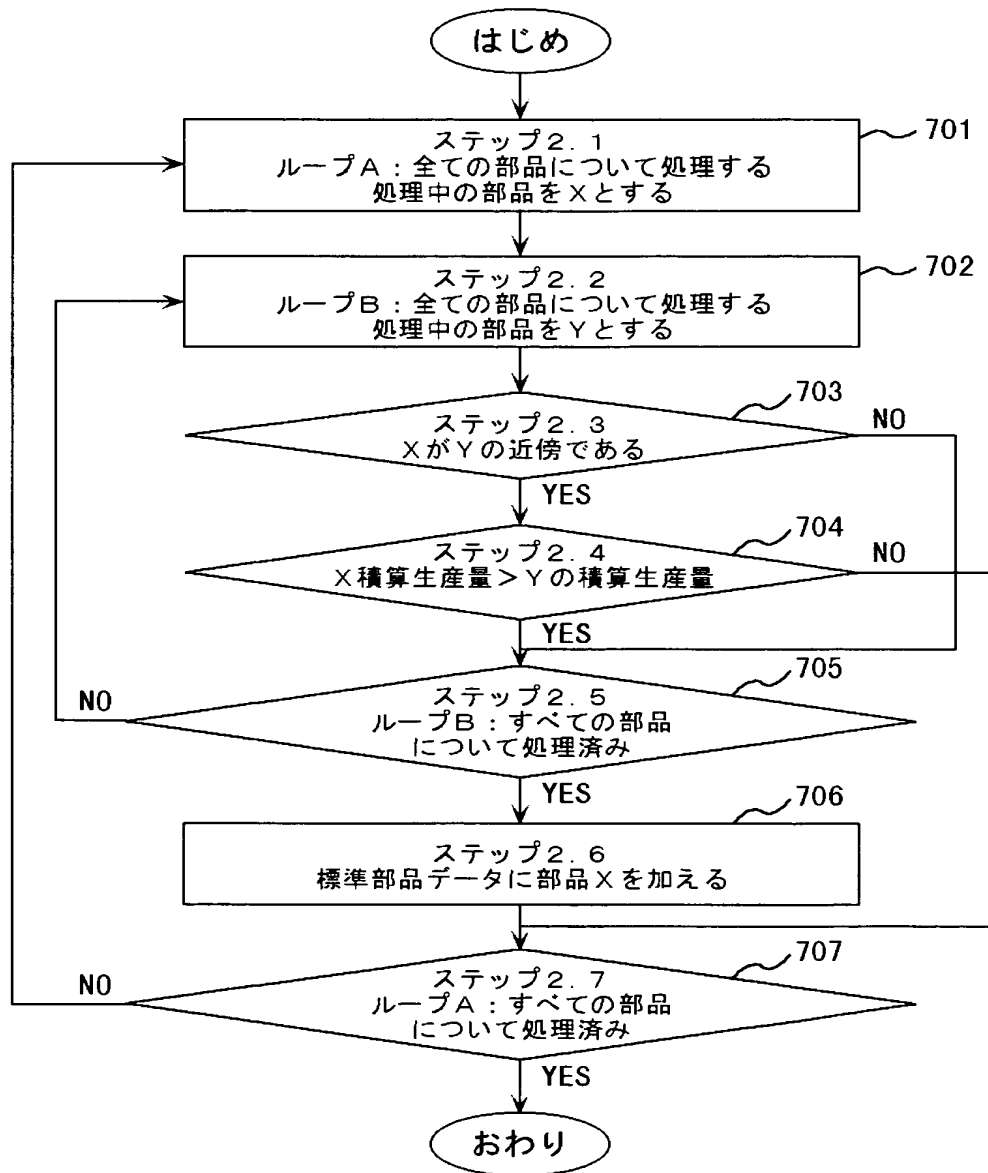 はじめ
701
ステップ2.1
ループA:全ての部品について処理する
処理中の部品をXとする
702
ステップ2.2
ループB:全ての部品について処理する
処理中の部品をYとする
703
ステップ2.3
XがYの近傍である
NO
YES
704
ステップ2.4
X積算生産量>Yの積算生産量
NO
YES
705
ステップ2.5
ループB:すべての部品
について処理済み
NO
YES
706
ステップ2.6
標準部品データに部品Xを加える
707
ステップ2.7
ループA:すべての部品
について処理済み
NO
YES
おわり